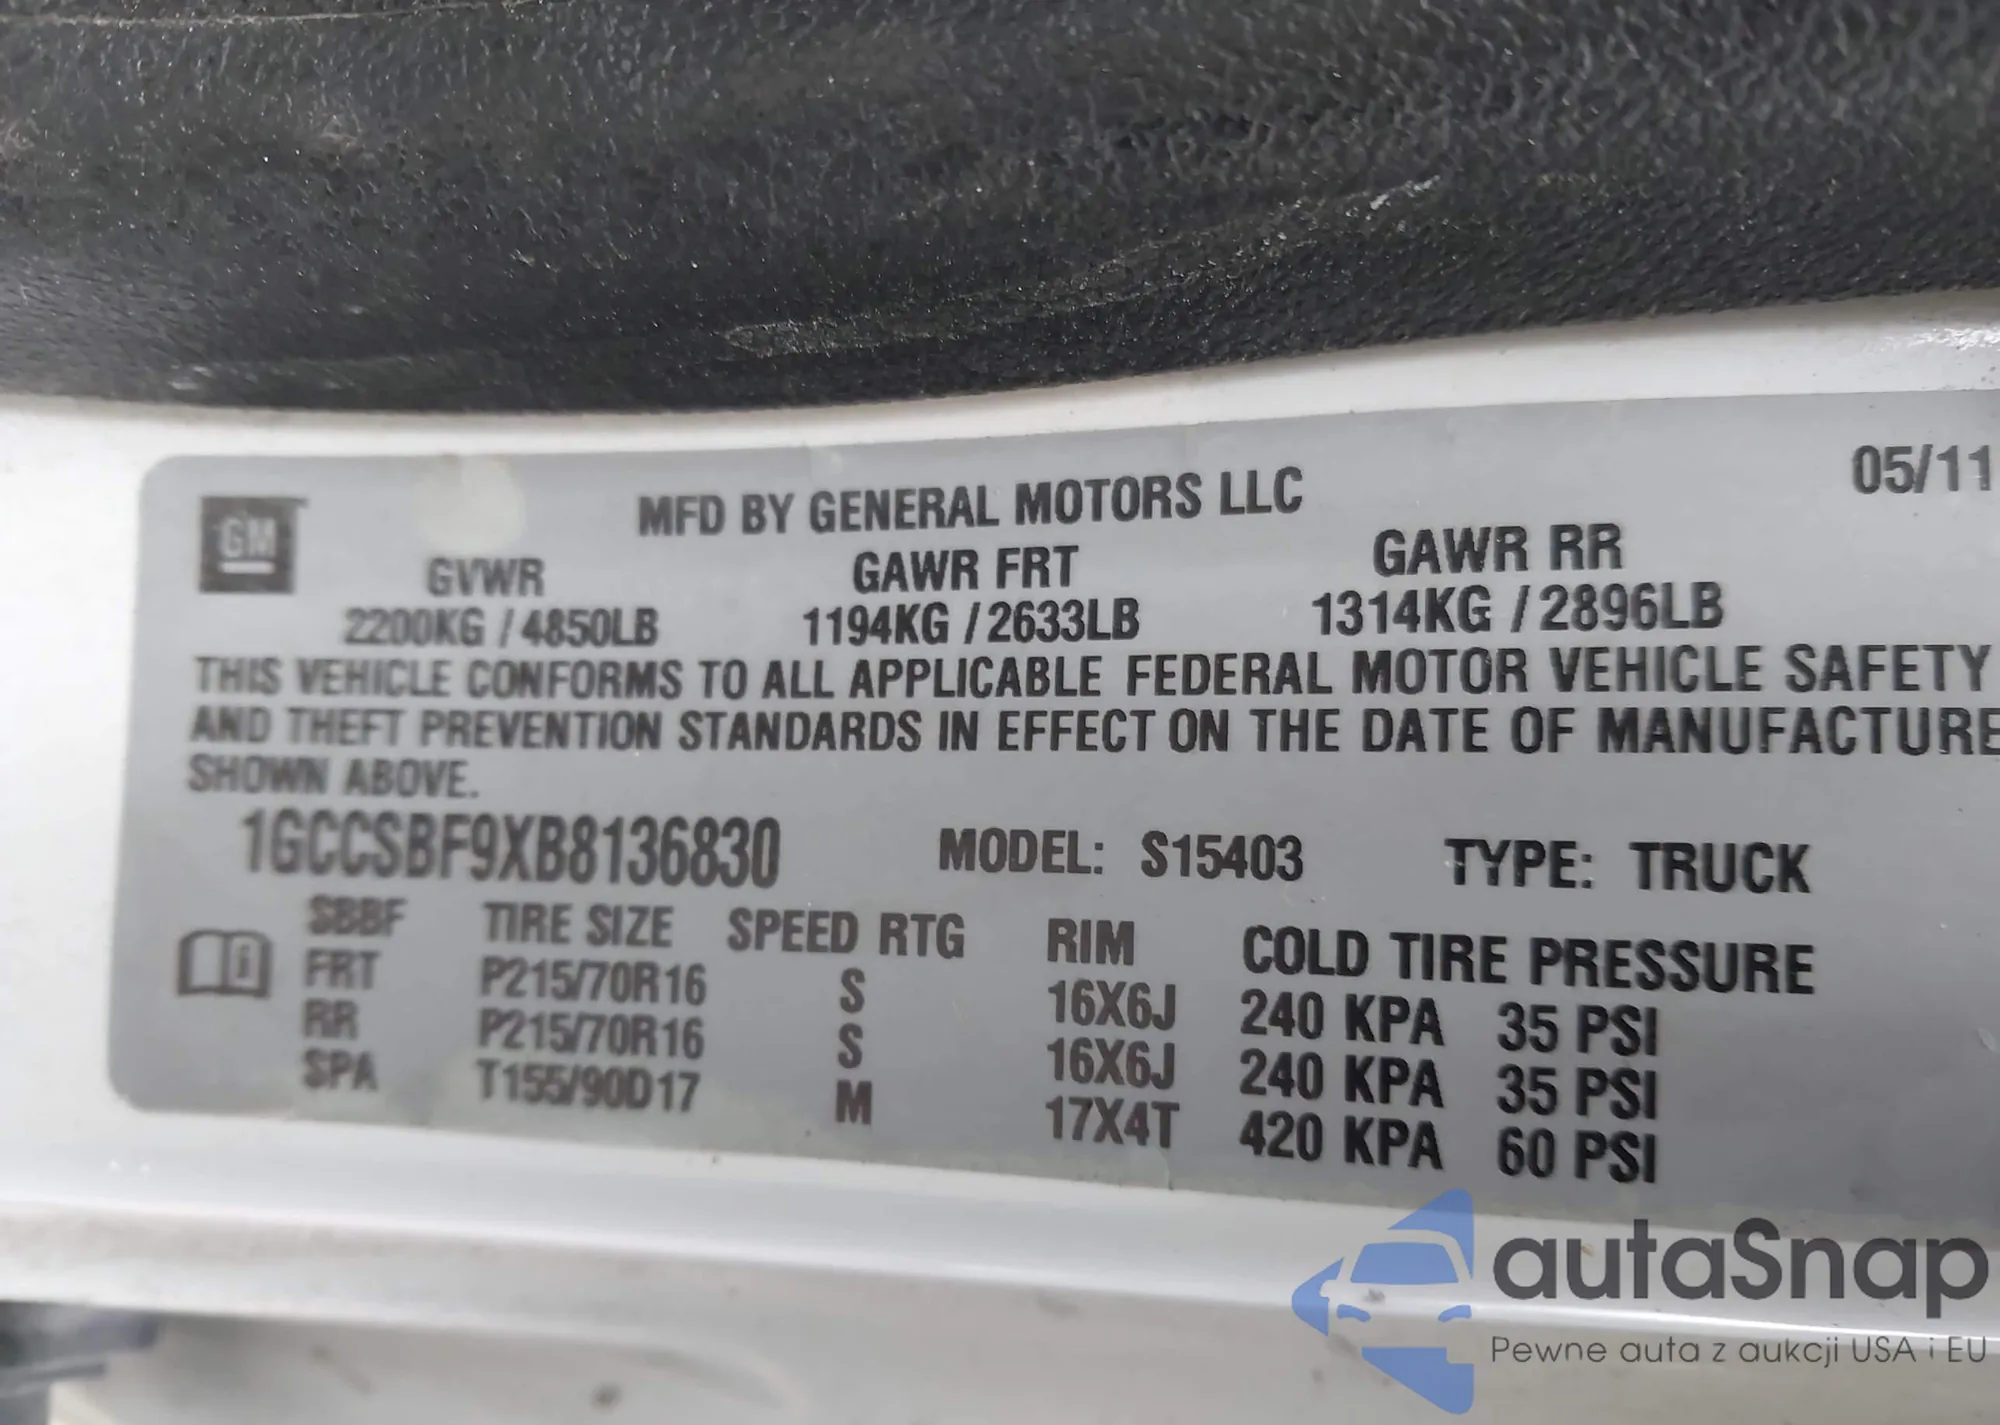 05/11
MFD BY GENERAL MOTORS LLC
GM
GVWR GAWR FRT GAWR RR
2200KG / 4850LB 1194KG / 2633LB 1314KG / 2896LB
THIS VEHICLE CONFORMS TO ALL APPLICABLE FEDERAL MOTOR VEHICLE SAFETY
AND THEFT PREVENTION STANDARDS IN EFFECT ON THE DATE OF MANUFACTURE
SHOWN ABOVE.
1GCCSBF9XB8136830 MODEL: S15403 TYPE: TRUCK
SBBF TIRE SIZE SPEED RTG RIM COLD TIRE PRESSURE
FRT P215/70R16 S 16X6J 240 KPA 35 PSI
RR P215/70R16 S 16X6J 240 KPA 35 PSI
SPA T155/90D17 M 17X4T 420 KPA 60 PSI
autaSnap
Pewne auta z aukcji USA i EU